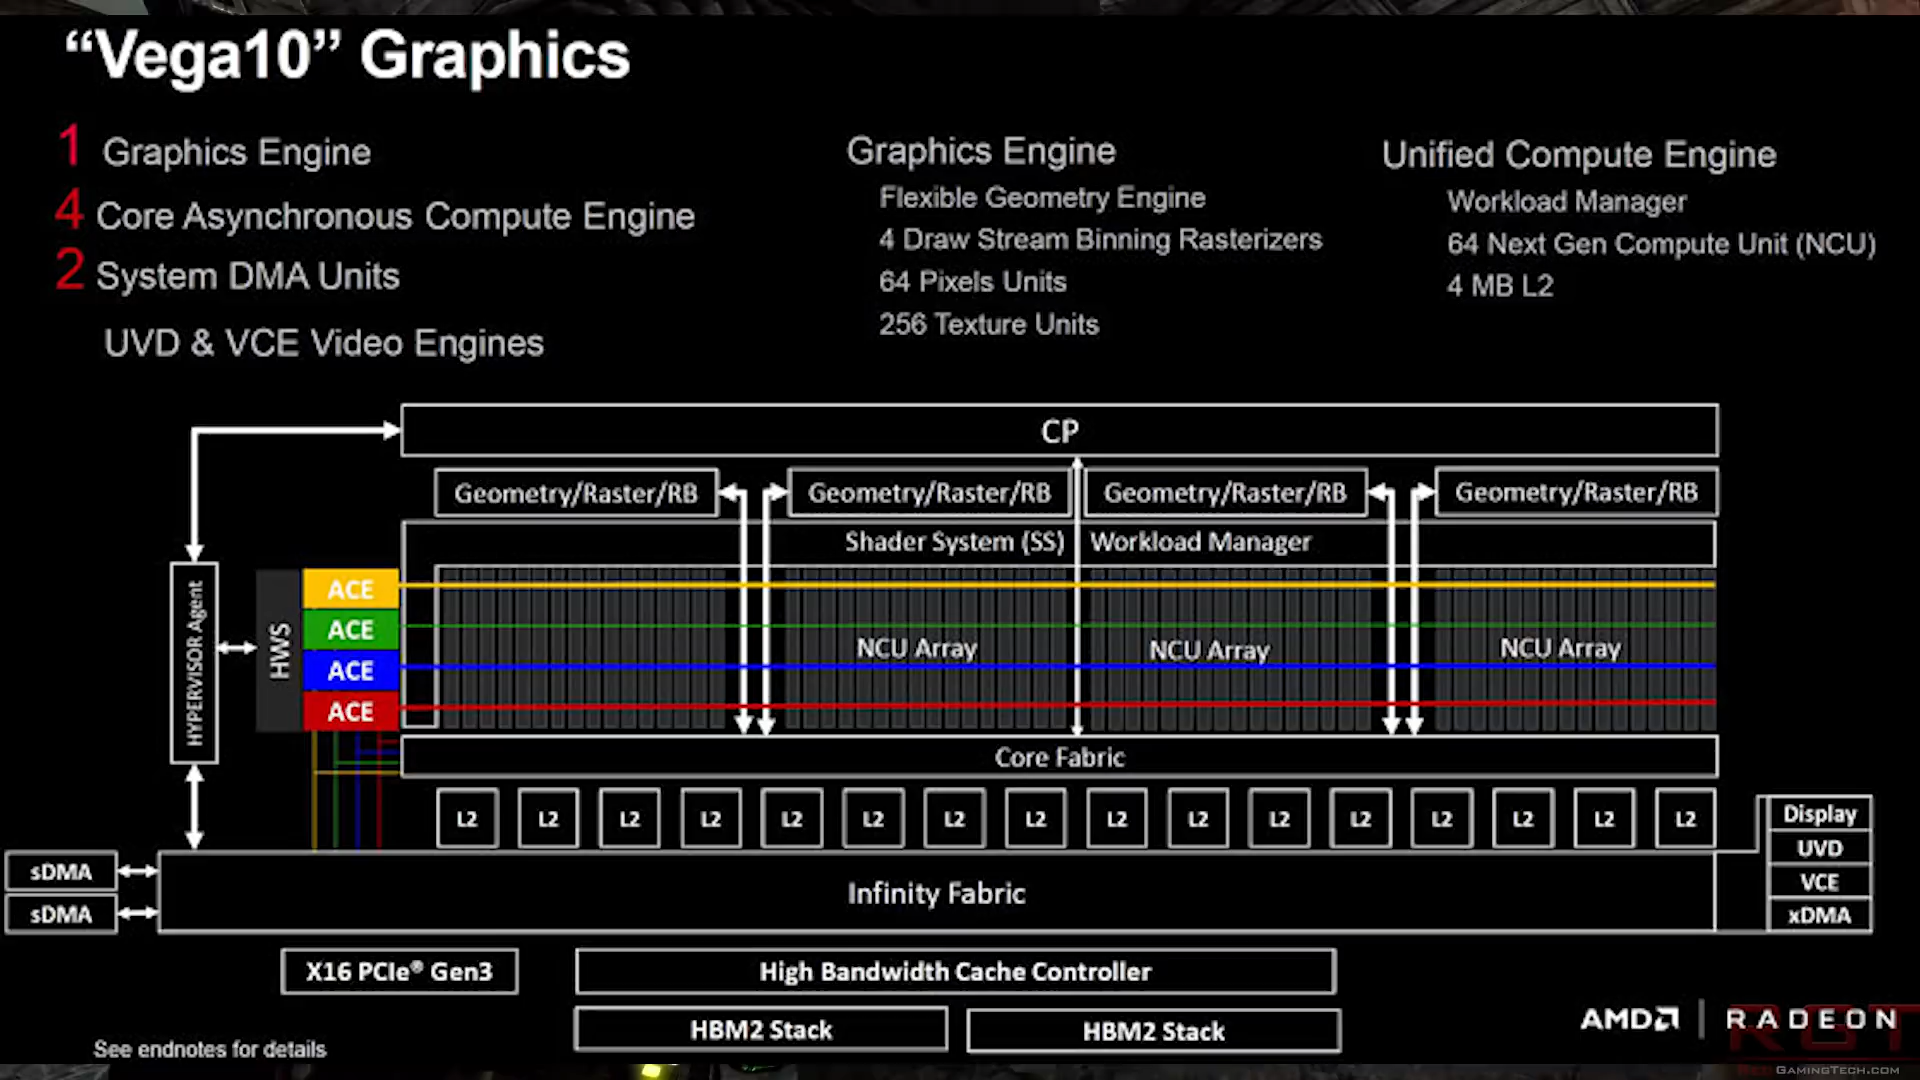 “Vega10” Graphics
1 Graphics Engine
4 Core Asynchronous Compute Engine
2 System DMA Units
UVD & VCE Video Engines
Graphics Engine
Flexible Geometry Engine
4 Draw Stream Binning Rasterizers
64 Pixels Units
256 Texture Units
Unified Compute Engine
Workload Manager
64 Next Gen Compute Unit (NCU)
4 MB L2
CP
Geometry/Raster/RB
Geometry/Raster/RB
Geometry/Raster/RB
Geometry/Raster/RB
Shader System (SS) Workload Manager
HYPERVISOR Agent
HWS
ACE
ACE
ACE
ACE
NCU Array
NCU Array
NCU Array
Core Fabric
L2 L2 L2 L2 L2 L2 L2 L2 L2 L2 L2 L2 L2 L2 L2 L2
Display
UVD
VCE
xDMA
sDMA
sDMA
Infinity Fabric
X16 PCIe® Gen3
High Bandwidth Cache Controller
HBM2 Stack
HBM2 Stack
See endnotes for details
AMD RADEON
RGT
REDGAMINGTECH.COM